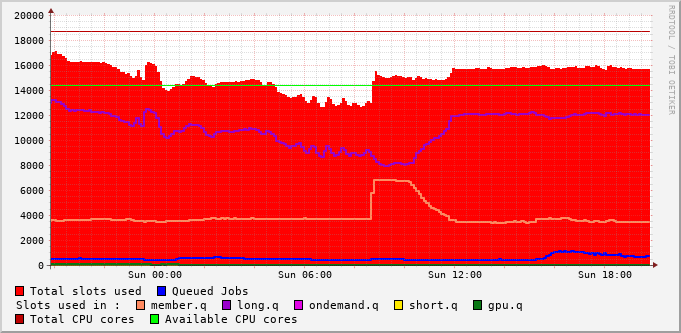 20000
18000
16000
14000
12000
10000
8000
6000
4000
2000
0
Sun 00:00 Sun 06:00 Sun 12:00 Sun 18:00
RRDTOOL / TOBI OETIKER
Total slots used Queued Jobs
Slots used in : member.q long.q ondemand.q short.q gpu.q
Total CPU cores Available CPU cores